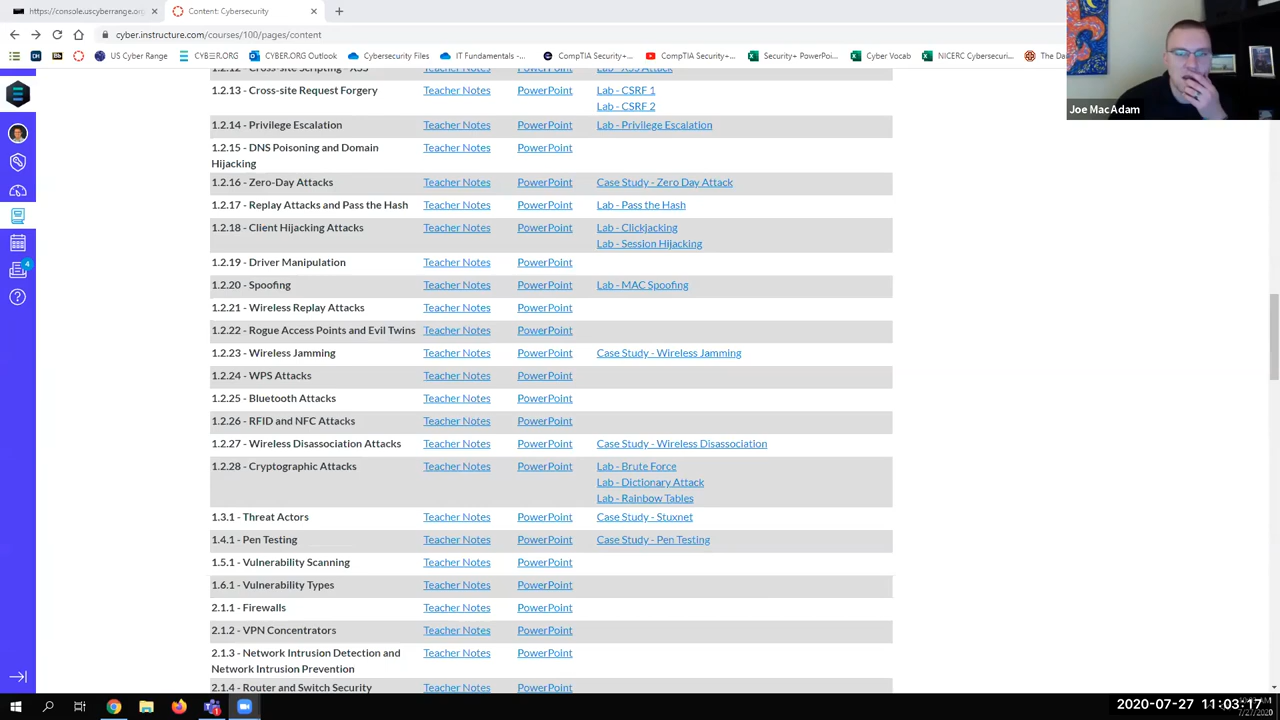 https://console.uscyberrange.org
Content: Cybersecurity
cyber.instructure.com/courses/100/pages/content
US Cyber Range
CYBER.ORG
CYBER.ORG Outlook
Cybersecurity Files
IT Fundamentals -...
CompTIA Security+...
CompTIA Security+...
Security+ PowerPoi...
Cyber Vocab
NICERC Cybersecuri...
Joe MacAdam
1.2.12 - Cross-site Scripting - XSS Teacher Notes PowerPoint Lab - XSS Attack
1.2.13 - Cross-site Request Forgery Teacher Notes PowerPoint Lab - CSRF 1
Lab - CSRF 2
1.2.14 - Privilege Escalation Teacher Notes PowerPoint Lab - Privilege Escalation
1.2.15 - DNS Poisoning and Domain Teacher Notes PowerPoint
Hijacking
1.2.16 - Zero-Day Attacks Teacher Notes PowerPoint Case Study - Zero Day Attack
1.2.17 - Replay Attacks and Pass the Hash Teacher Notes PowerPoint Lab - Pass the Hash
1.2.18 - Client Hijacking Attacks Teacher Notes PowerPoint Lab - Clickjacking
Lab - Session Hijacking
1.2.19 - Driver Manipulation Teacher Notes PowerPoint
1.2.20 - Spoofing Teacher Notes PowerPoint Lab - MAC Spoofing
1.2.21 - Wireless Replay Attacks Teacher Notes PowerPoint
1.2.22 - Rogue Access Points and Evil Twins Teacher Notes PowerPoint
1.2.23 - Wireless Jamming Teacher Notes PowerPoint Case Study - Wireless Jamming
1.2.24 - WPS Attacks Teacher Notes PowerPoint
1.2.25 - Bluetooth Attacks Teacher Notes PowerPoint
1.2.26 - RFID and NFC Attacks Teacher Notes PowerPoint
1.2.27 - Wireless Disassociation Attacks Teacher Notes PowerPoint Case Study - Wireless Disassociation
1.2.28 - Cryptographic Attacks Teacher Notes PowerPoint Lab - Brute Force
Lab - Dictionary Attack
Lab - Rainbow Tables
1.3.1 - Threat Actors Teacher Notes PowerPoint Case Study - Stuxnet
1.4.1 - Pen Testing Teacher Notes PowerPoint Case Study - Pen Testing
1.5.1 - Vulnerability Scanning Teacher Notes PowerPoint
1.6.1 - Vulnerability Types Teacher Notes PowerPoint
2.1.1 - Firewalls Teacher Notes PowerPoint
2.1.2 - VPN Concentrators Teacher Notes PowerPoint
2.1.3 - Network Intrusion Detection and Teacher Notes PowerPoint
Network Intrusion Prevention
2.1.4 - Router and Switch Security Teacher Notes PowerPoint
4
2020-07-27 11:03:17